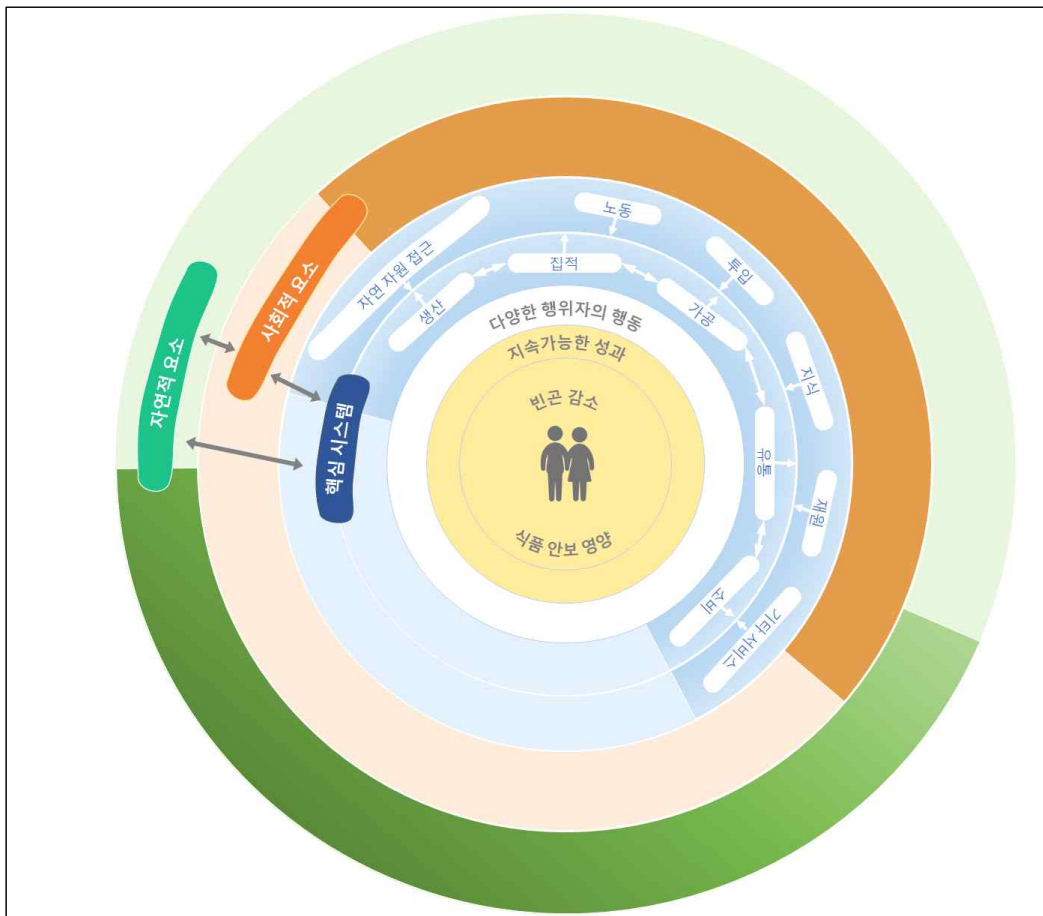 자연적 요소
사회적 요소
핵심 시스템
자연 자원 접근
노동
투입
지식
재원
기타 서비스
생산
집적
가공
유통
소비
다양한 행위자의 행동
지속가능한 성과
빈곤 감소
식품 안보 영양